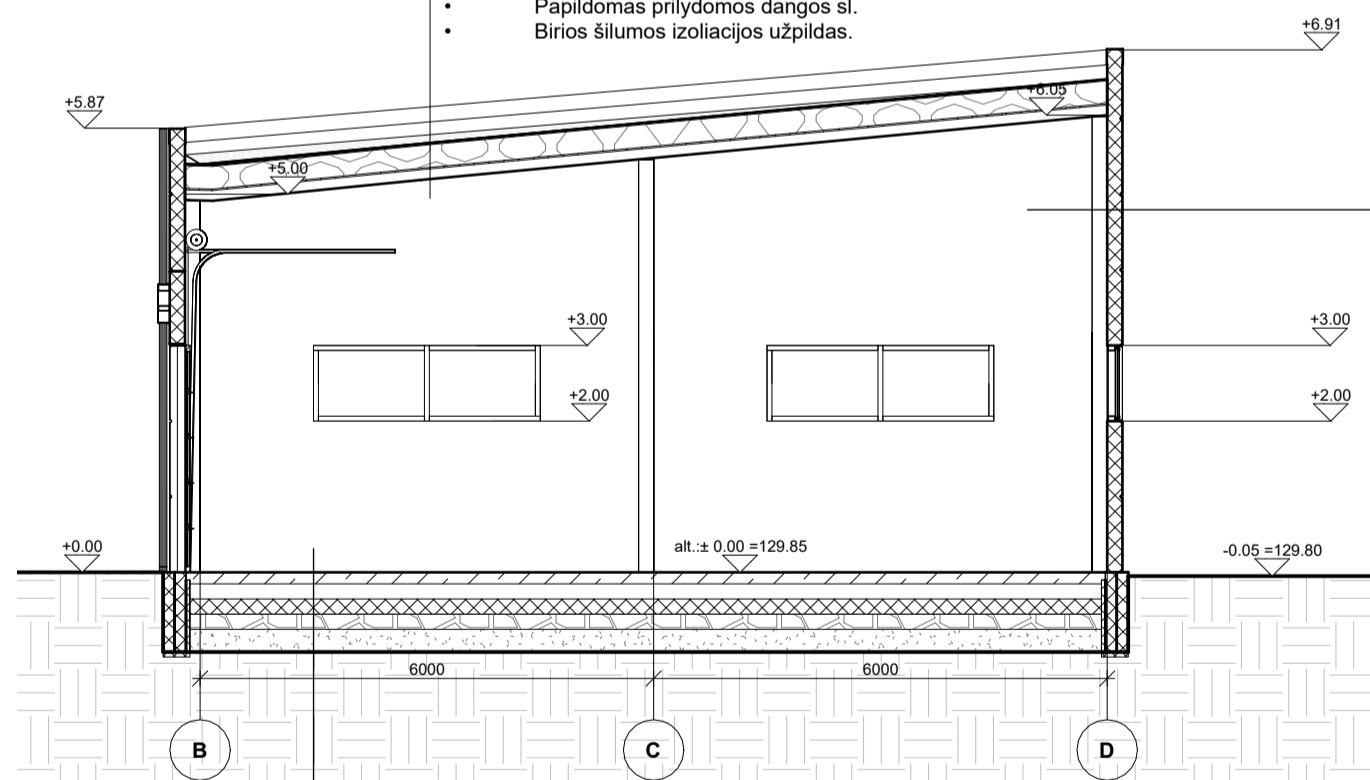 • Papildomas prilydomos dangos sl.
• Birios šilumos izoliacijos užpildas.
+6.91
+5.87
+6.05
+5.00
+3.00
+3.00
+2.00
+2.00
+0.00
alt.:± 0.00 =129.85
-0.05 =129.80
6000
6000
B
C
D